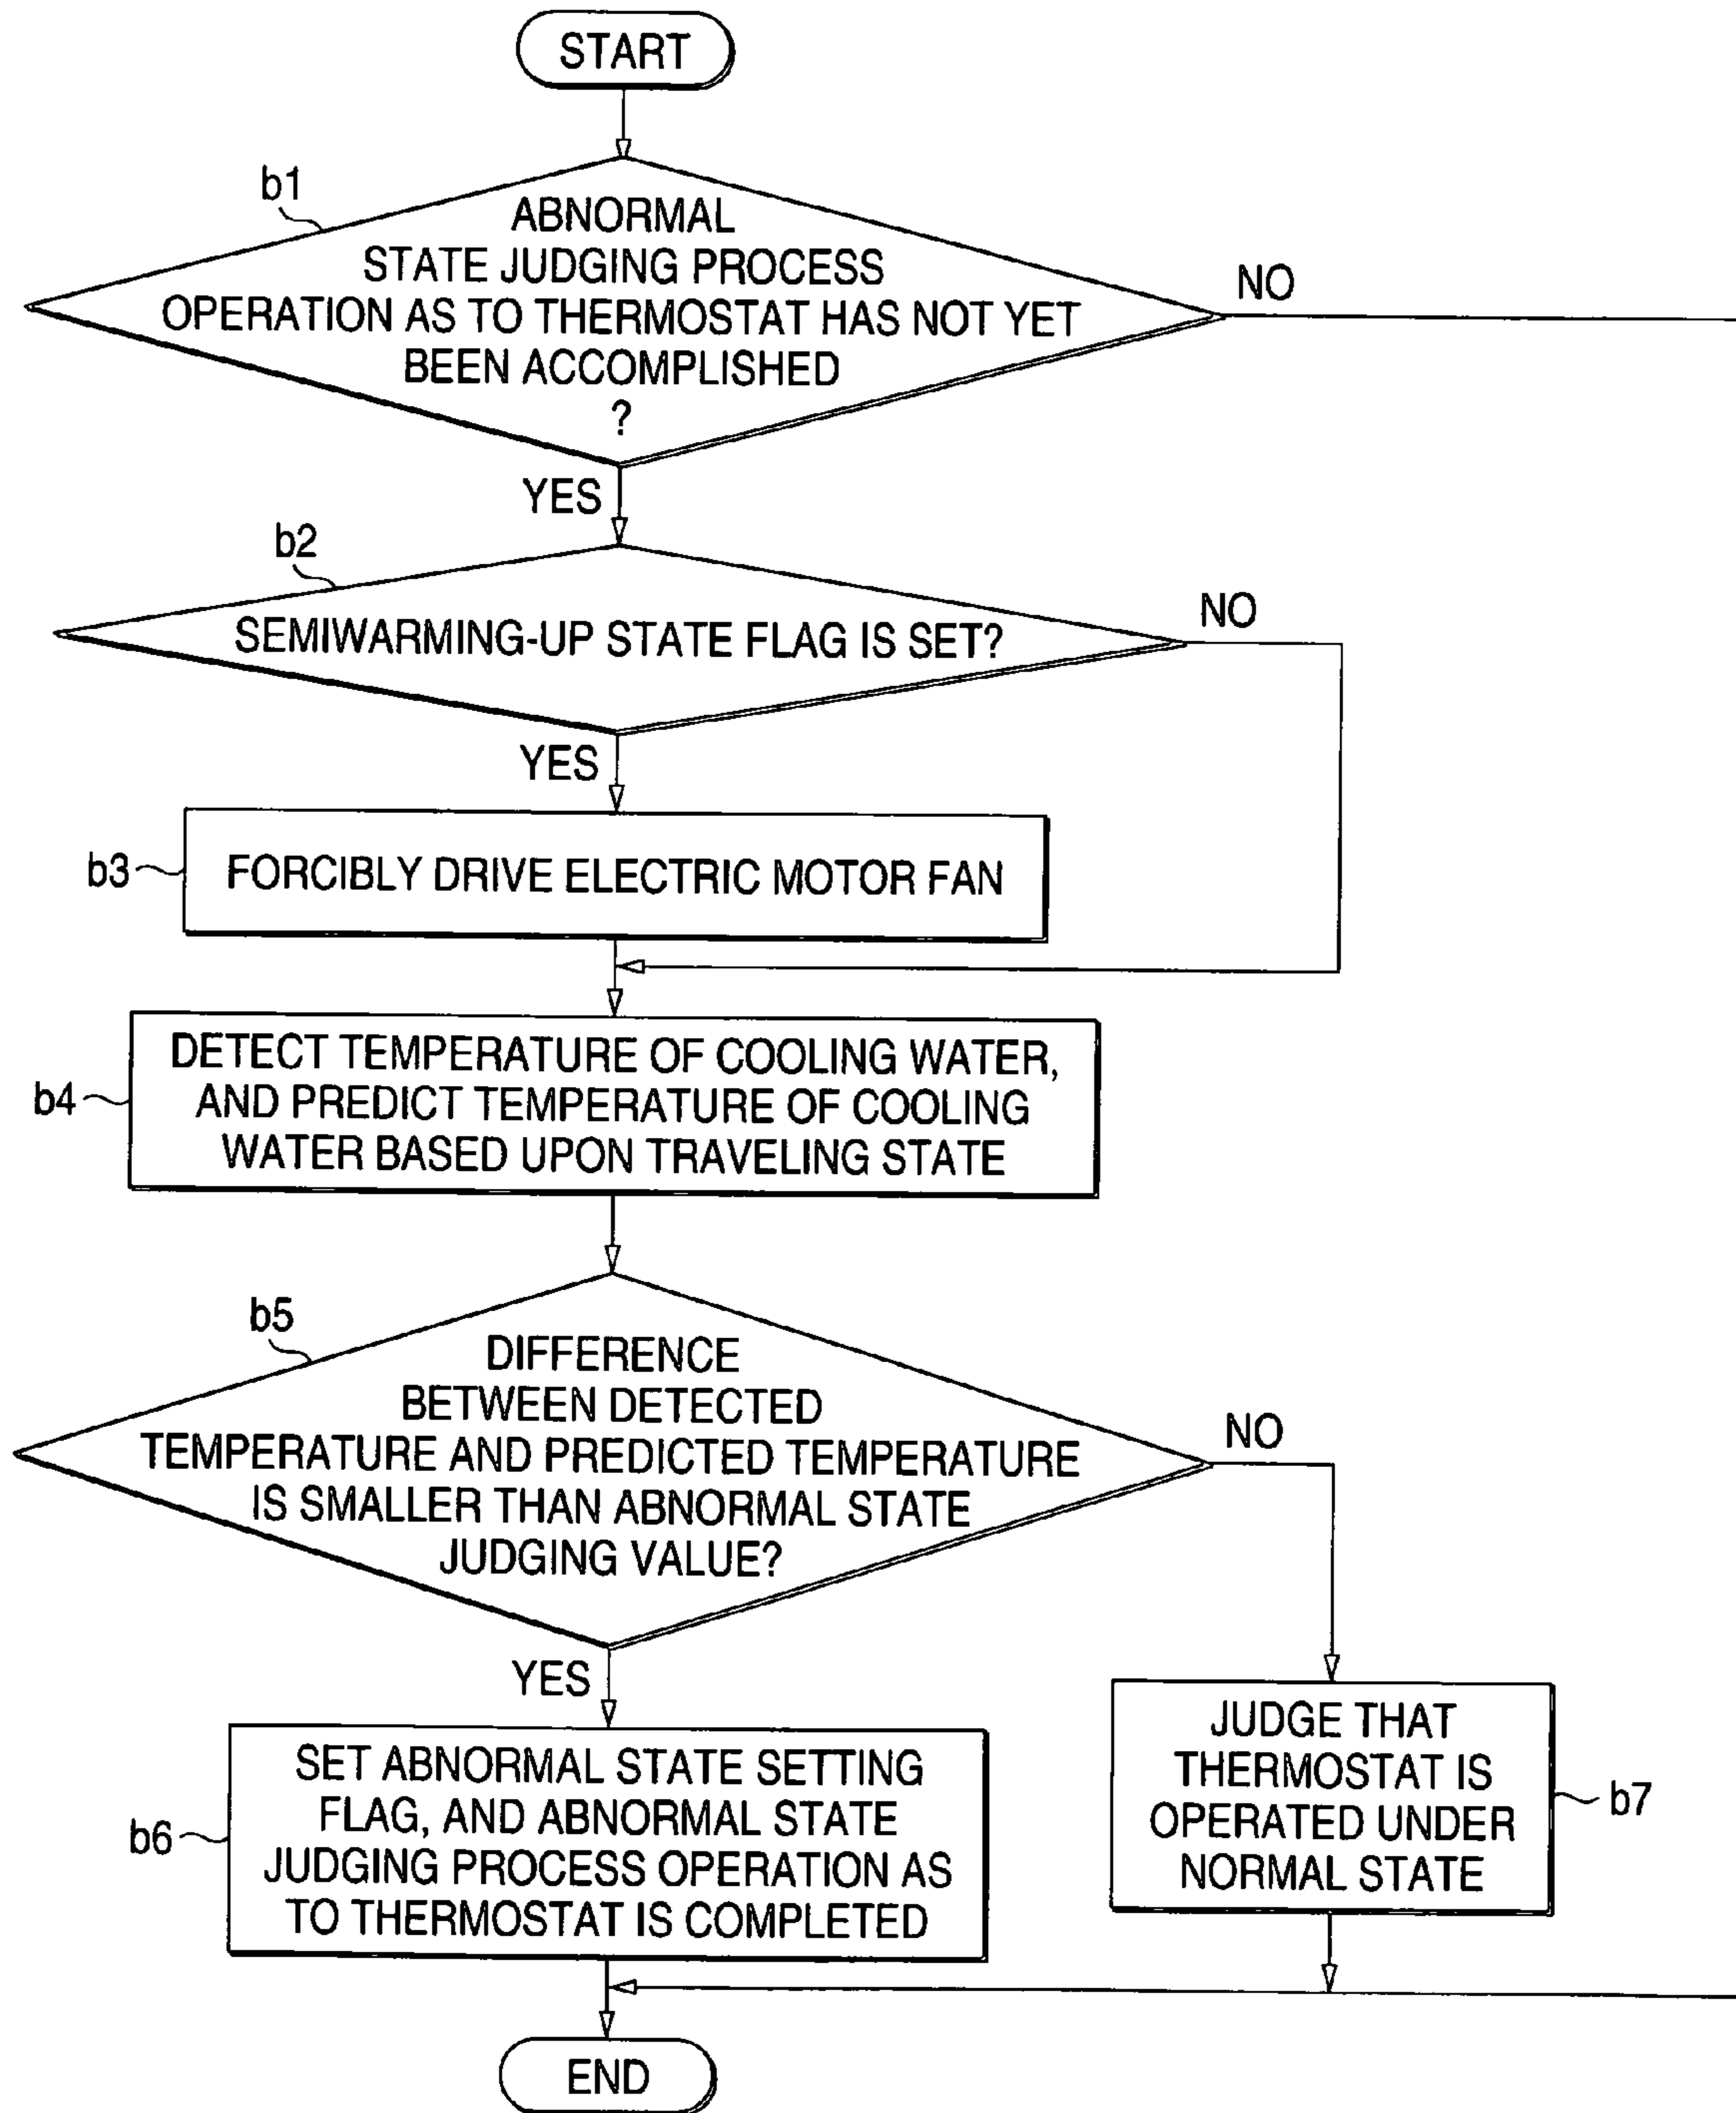 START
b1
ABNORMAL
STATE JUDGING PROCESS
OPERATION AS TO THERMOSTAT HAS NOT YET
BEEN ACCOMPLISHED
?
NO
YES
b2
SEMIWARMING-UP STATE FLAG IS SET?
NO
YES
b3
FORCIBLY DRIVE ELECTRIC MOTOR FAN
b4
DETECT TEMPERATURE OF COOLING WATER,
AND PREDICT TEMPERATURE OF COOLING
WATER BASED UPON TRAVELING STATE
b5
DIFFERENCE
BETWEEN DETECTED
TEMPERATURE AND PREDICTED TEMPERATURE
IS SMALLER THAN ABNORMAL STATE
JUDGING VALUE?
NO
YES
b6
SET ABNORMAL STATE SETTING
FLAG, AND ABNORMAL STATE
JUDGING PROCESS OPERATION AS
TO THERMOSTAT IS COMPLETED
JUDGE THAT
THERMOSTAT IS
OPERATED UNDER
NORMAL STATE
b7
END